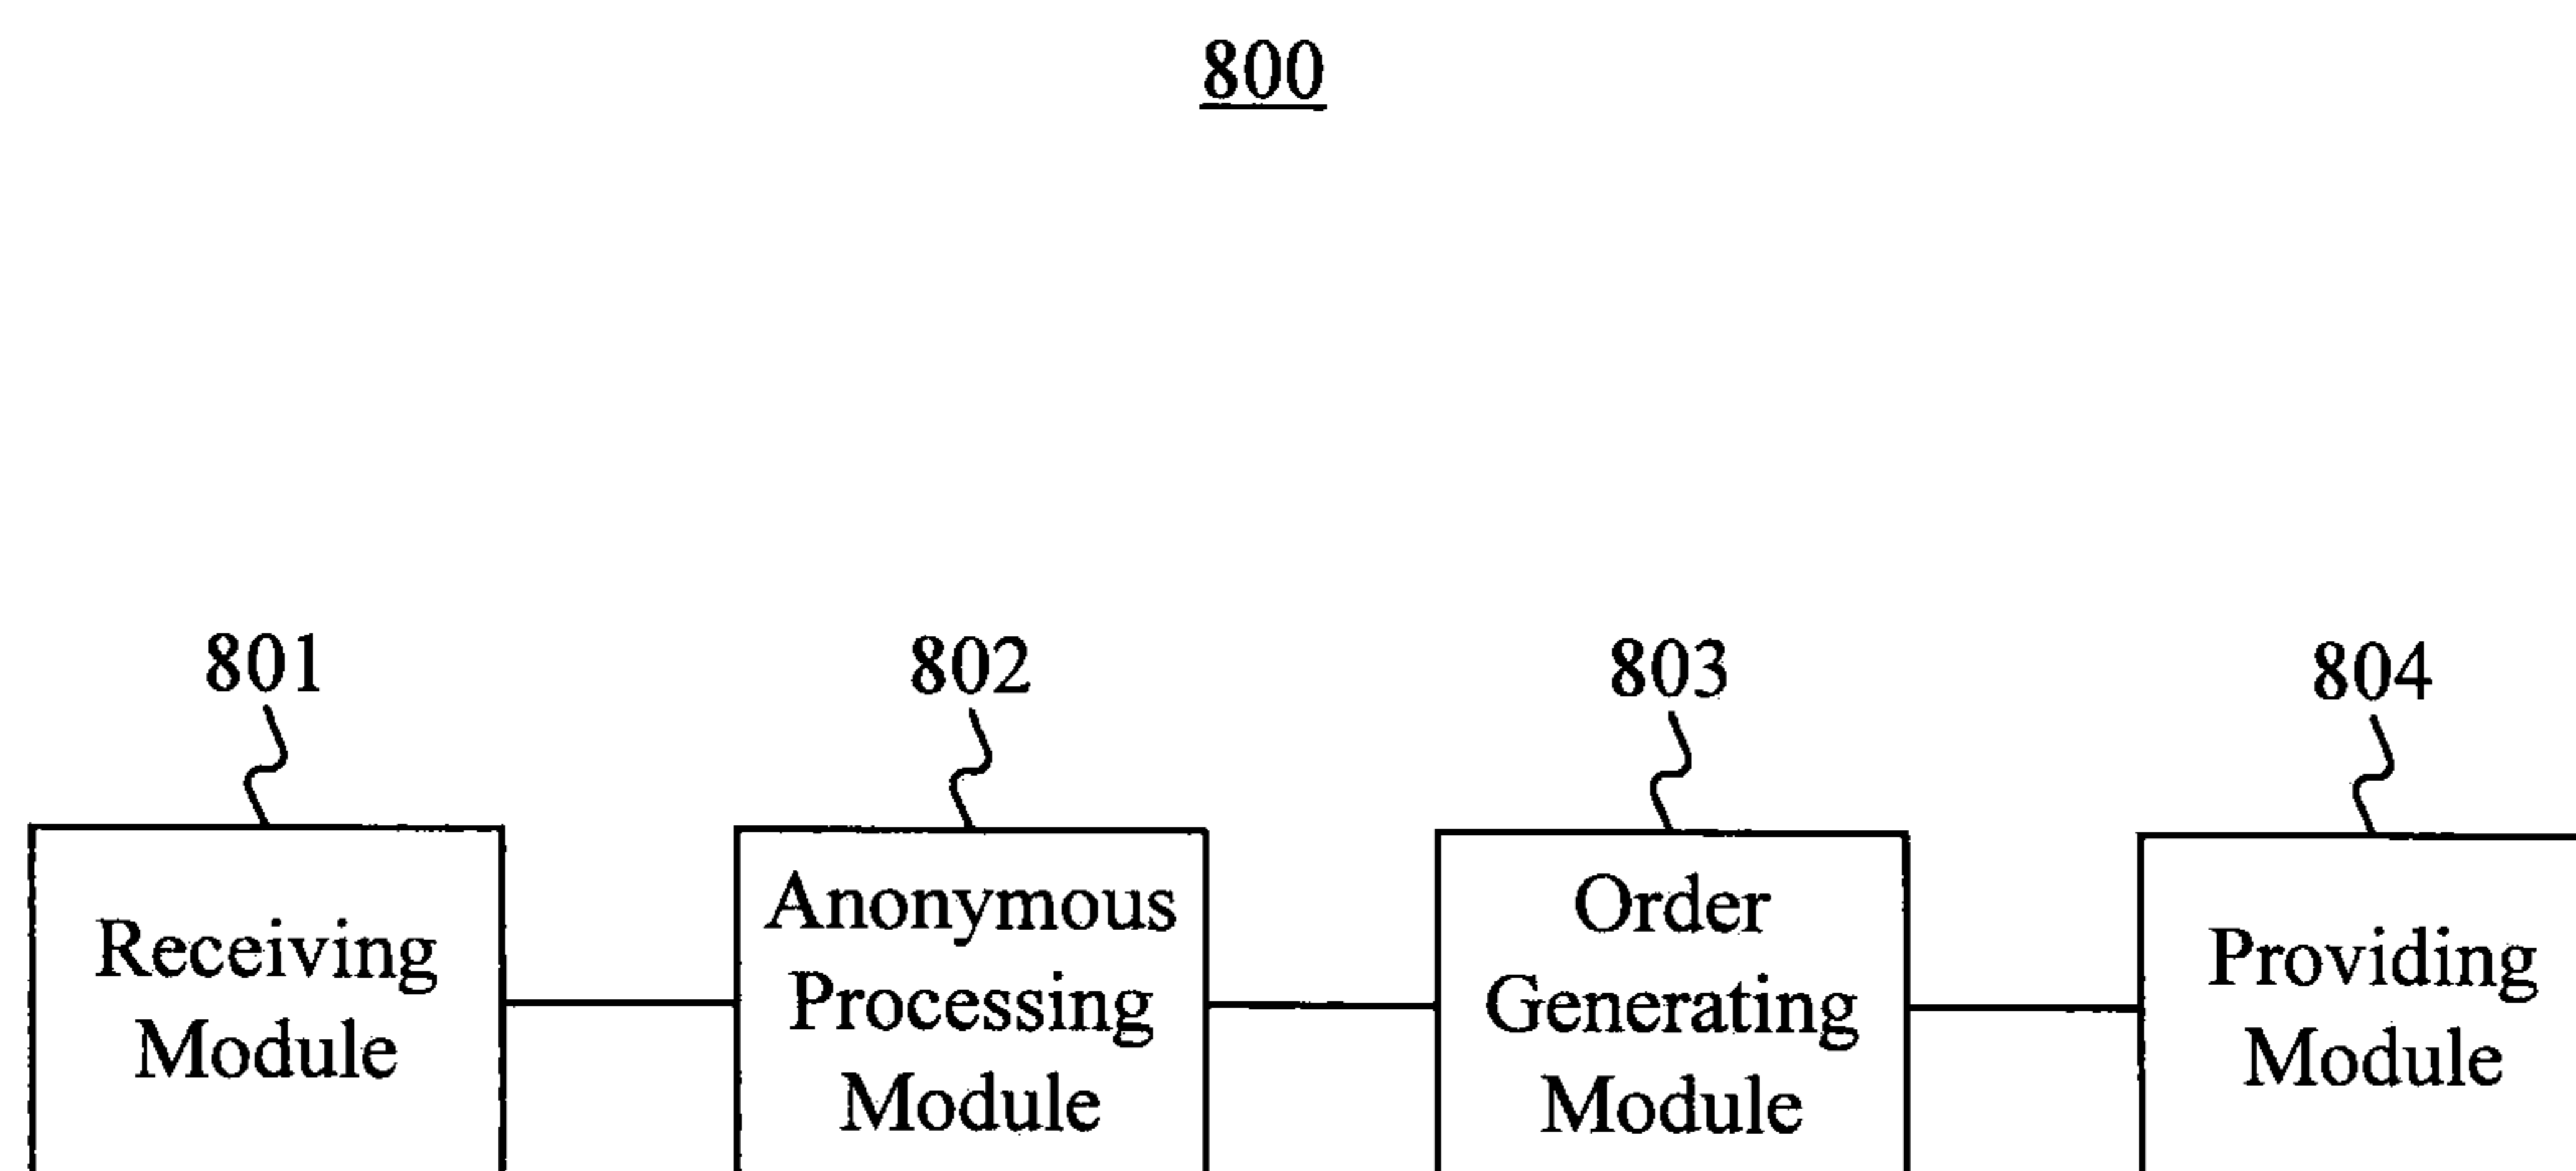 800
801
802
803
804
Receiving
Module
Anonymous
Processing
Module
Order
Generating
Module
Providing
Module